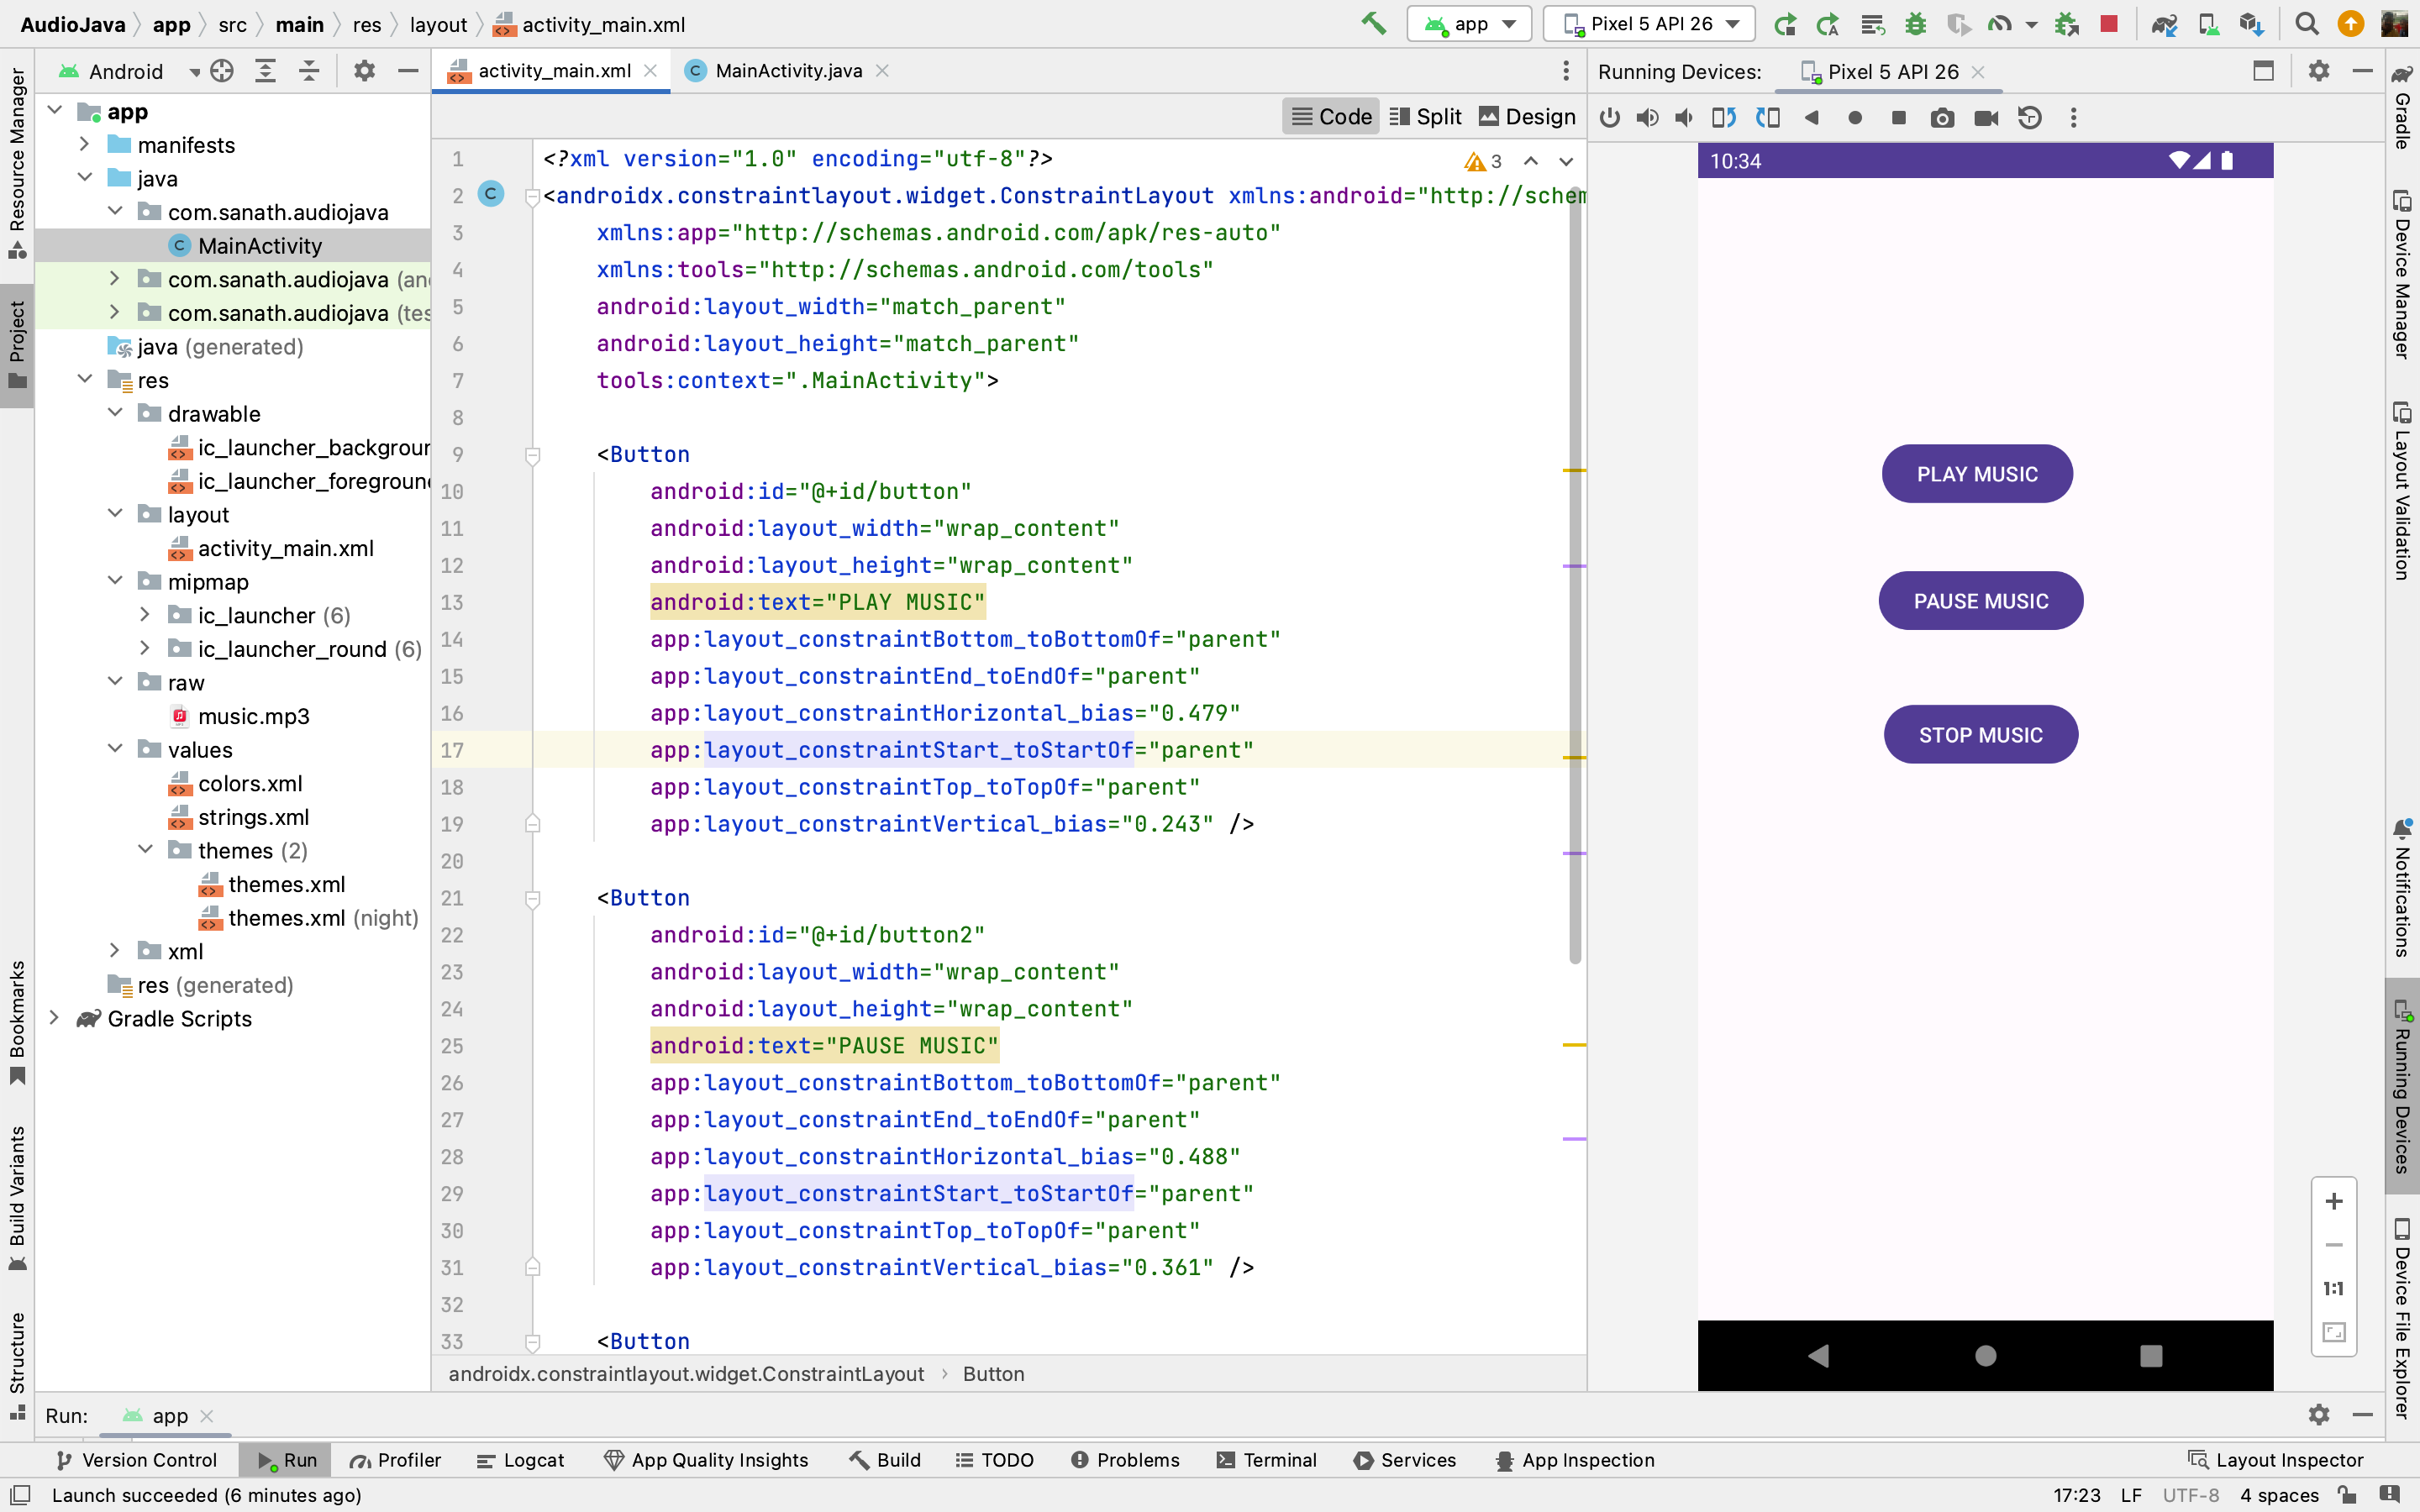 AudioJava app src main res layout activity_main.xml
app
Pixel 5 API 26
Android
activity_main.xml
MainActivity.java
Running Devices:
Pixel 5 API 26
Code
Split
Design
Resource Manager
Project
Bookmarks
Build Variants
Structure
app
manifests
java
com.sanath.audiojava
MainActivity
com.sanath.audiojava (an
com.sanath.audiojava (tes
java (generated)
res
drawable
ic_launcher_backgroun
ic_launcher_foreground
layout
activity_main.xml
mipmap
ic_launcher (6)
ic_launcher_round (6)
raw
music.mp3
values
colors.xml
strings.xml
themes (2)
themes.xml
themes.xml (night)
xml
res (generated)
Gradle Scripts
3
1 <?xml version="1.0" encoding="utf-8"?>
2 <androidx.constraintlayout.widget.ConstraintLayout xmlns:android="http://schem
3 xmlns:app="http://schemas.android.com/apk/res-auto"
4 xmlns:tools="http://schemas.android.com/tools"
5 android:layout_width="match_parent"
6 android:layout_height="match_parent"
7 tools:context=".MainActivity">
8
9 <Button
10 android:id="@+id/button"
11 android:layout_width="wrap_content"
12 android:layout_height="wrap_content"
13 android:text="PLAY MUSIC"
14 app:layout_constraintBottom_toBottomOf="parent"
15 app:layout_constraintEnd_toEndOf="parent"
16 app:layout_constraintHorizontal_bias="0.479"
17 app:layout_constraintStart_toStartOf="parent"
18 app:layout_constraintTop_toTopOf="parent"
19 app:layout_constraintVertical_bias="0.243" />
20
21 <Button
22 android:id="@+id/button2"
23 android:layout_width="wrap_content"
24 android:layout_height="wrap_content"
25 android:text="PAUSE MUSIC"
26 app:layout_constraintBottom_toBottomOf="parent"
27 app:layout_constraintEnd_toEndOf="parent"
28 app:layout_constraintHorizontal_bias="0.488"
29 app:layout_constraintStart_toStartOf="parent"
30 app:layout_constraintTop_toTopOf="parent"
31 app:layout_constraintVertical_bias="0.361" />
32
33 <Button
androidx.constraintlayout.widget.ConstraintLayout › Button
10:34
PLAY MUSIC
PAUSE MUSIC
STOP MUSIC
1:1
Gradle
Device Manager
Layout Validation
Notifications
Running Devices
Device File Explorer
Run: app
Version Control
Run
Profiler
Logcat
App Quality Insights
Build
TODO
Problems
Terminal
Services
App Inspection
Layout Inspector
Launch succeeded (6 minutes ago)
17:23 LF UTF-8 4 spaces